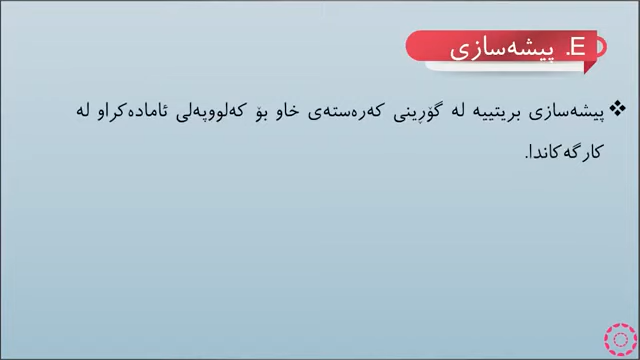 E. پیشەسازی
❖ پیشەسازی بریتییە لە گۆڕینی کەرەستەی خاو بۆ کەلووپەلی ئامادەکراو لە
کارگەکاندا.